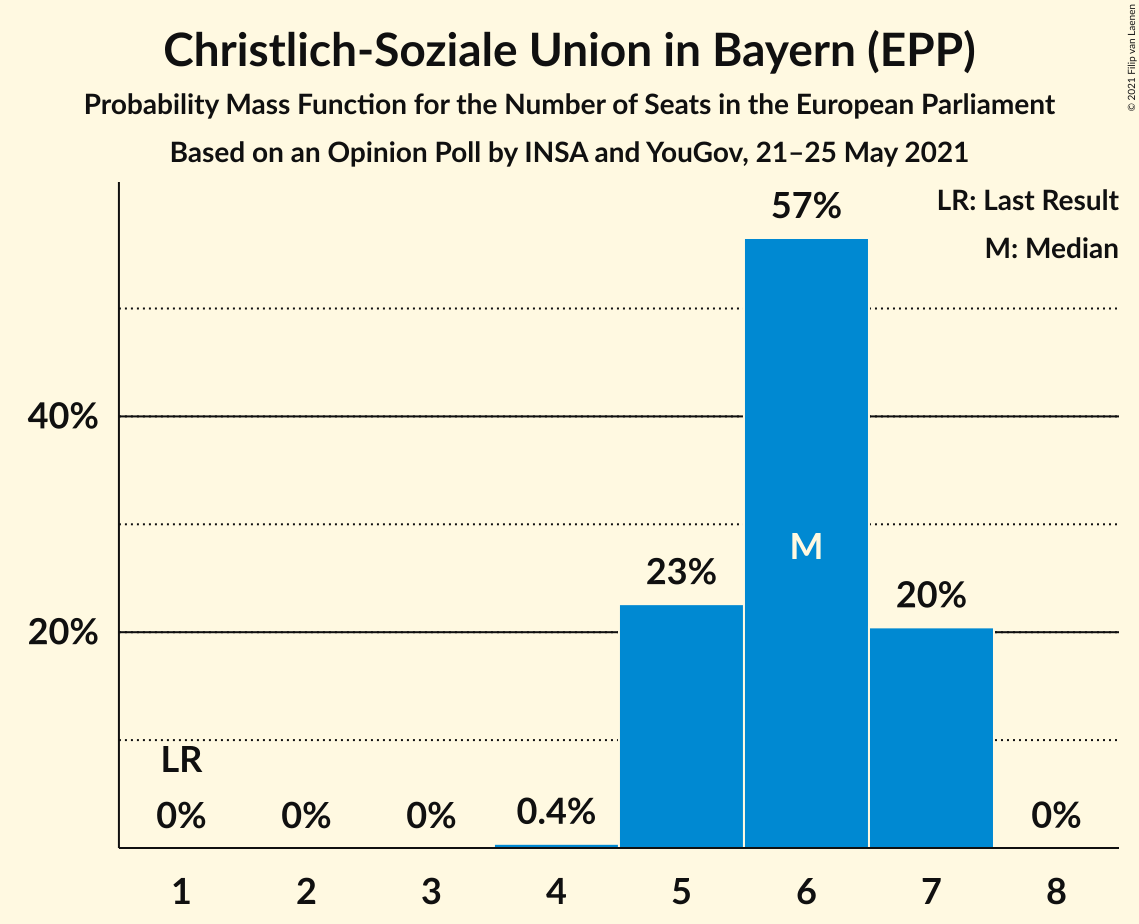 Christlich-Soziale Union in Bayern (EPP)
Probability Mass Function for the Number of Seats in the European Parliament
Based on an Opinion Poll by INSA and YouGov, 21–25 May 2021
© 2021 Filip van Laenen
LR: Last Result
M: Median
57%
40%
M
23%
20%
20%
LR
0%
0%
0%
0.4%
0%
1
2
3
4
5
6
7
8